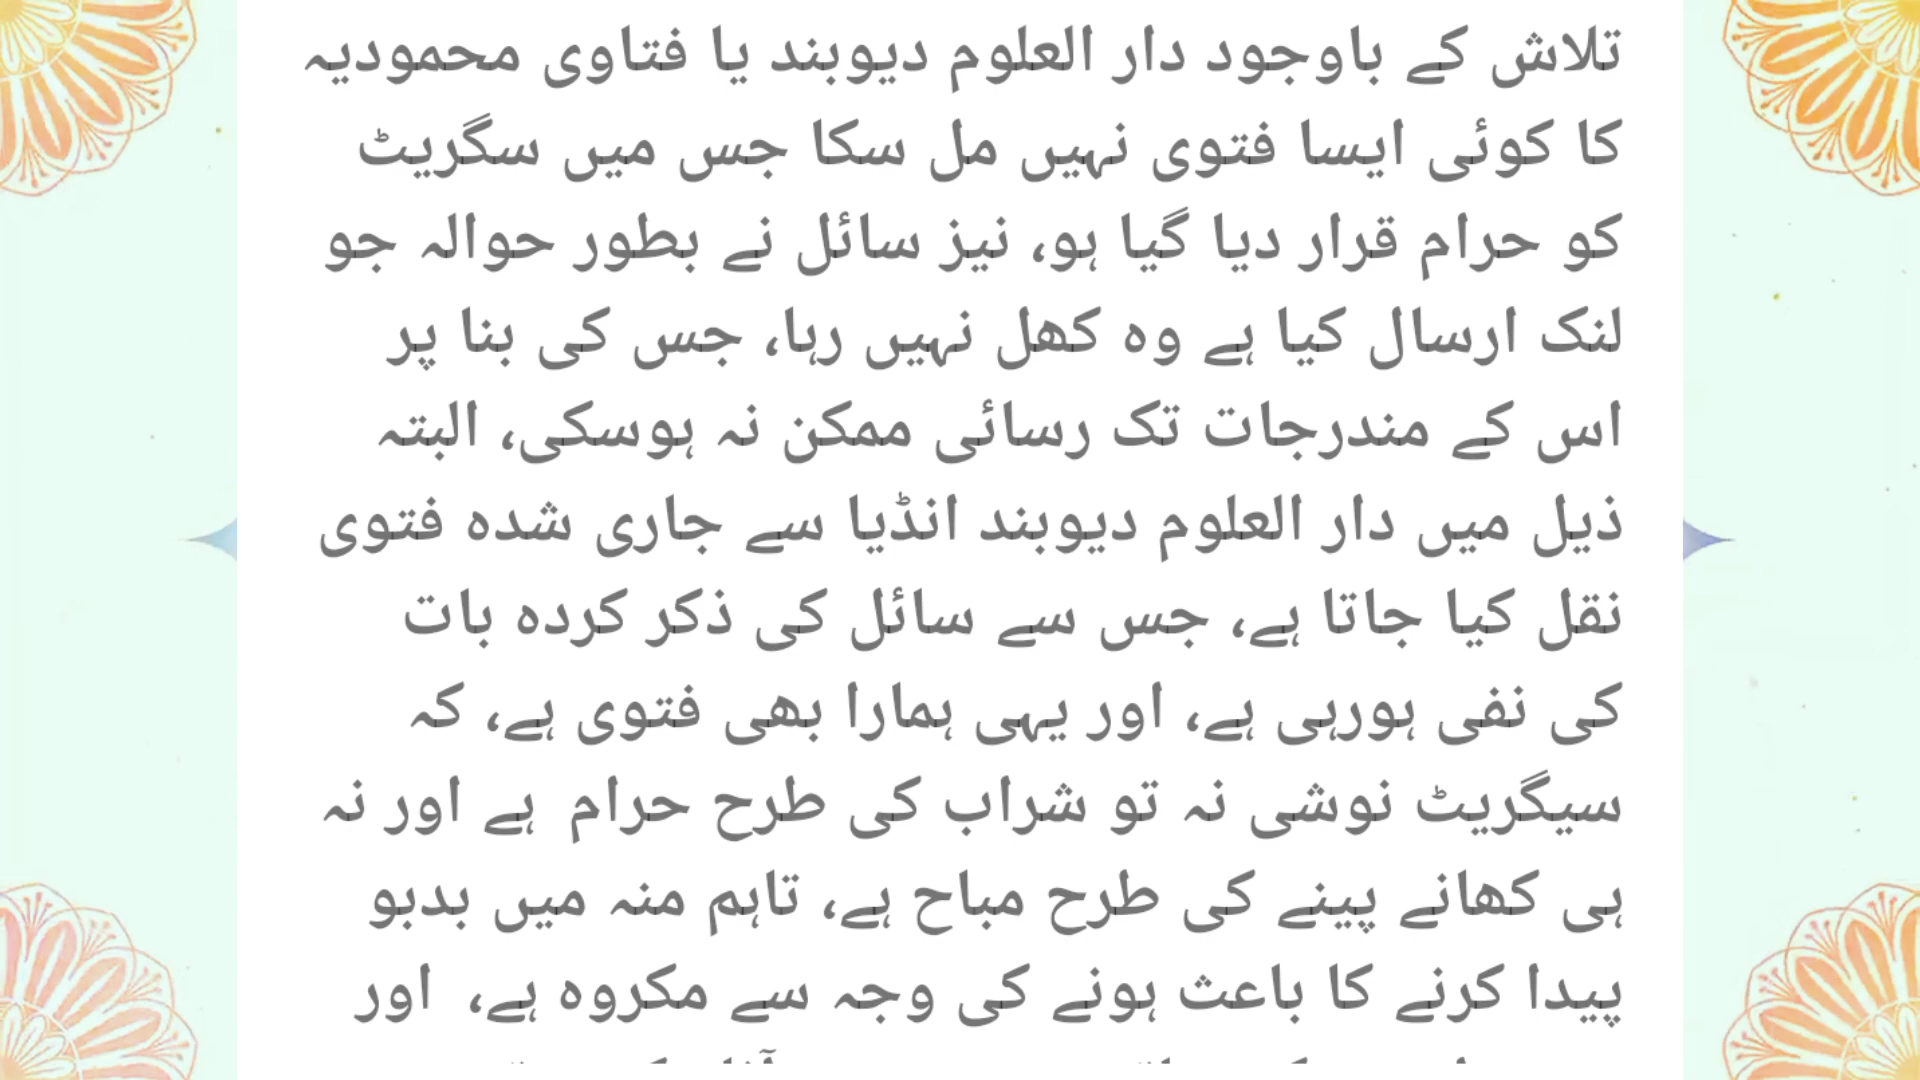 تلاش کے باوجود دار العلوم دیوبند یا فتاوی محمودیہ
کا کوئی ایسا فتوی نہیں مل سکا جس میں سگریٹ
کو حرام قرار دیا گیا ہو، نیز سائل نے بطور حوالہ جو
لنک ارسال کیا ہے وہ کھل نہیں رہا، جس کی بنا پر
اس کے مندرجات تک رسائی ممکن نہ ہوسکی، البتہ
ذیل میں دار العلوم دیوبند انڈیا سے جاری شدہ فتوی
نقل کیا جاتا ہے، جس سے سائل کی ذکر کردہ بات
کی نفی ہورہی ہے، اور یہی ہمارا بھی فتوی ہے، کہ
سیگریٹ نوشی نہ تو شراب کی طرح حرام ہے اور نہ
ہی کھانے پینے کی طرح مباح ہے، تاہم منہ میں بدبو
پیدا کرنے کا باعث ہونے کی وجہ سے مکروہ ہے، اور